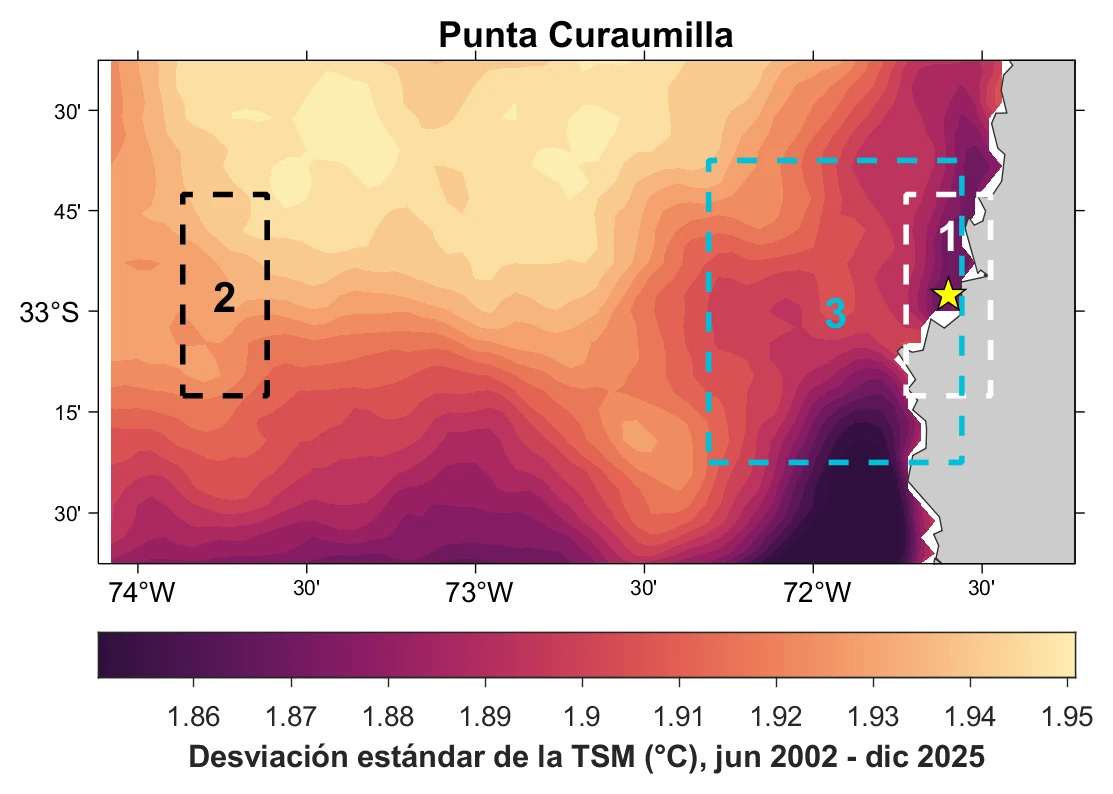 Punta Curaumilla
30'
45'
33°S
15'
30'
1
2
3
74°W 30' 73°W 30' 72°W 30'
1.86 1.87 1.88 1.89 1.9 1.91 1.92 1.93 1.94 1.95
Desviación estándar de la TSM (°C), jun 2002 - dic 2025